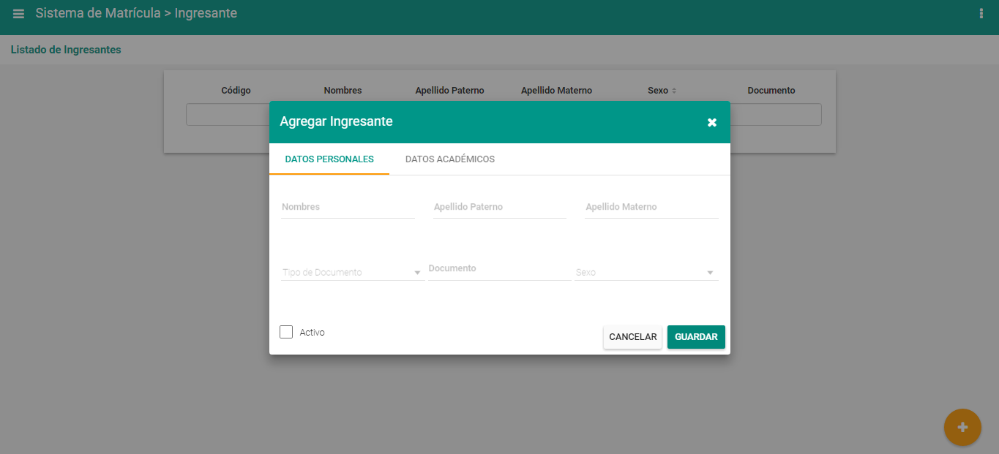 Sistema de Matrícula > Ingresante
Listado de Ingresantes
Código Nombres Apellido Paterno Apellido Materno Sexo Documento
Agregar Ingresante
DATOS PERSONALES DATOS ACADÉMICOS
Nombres Apellido Paterno Apellido Materno
Tipo de Documento Documento Sexo
Activo
CANCELAR GUARDAR